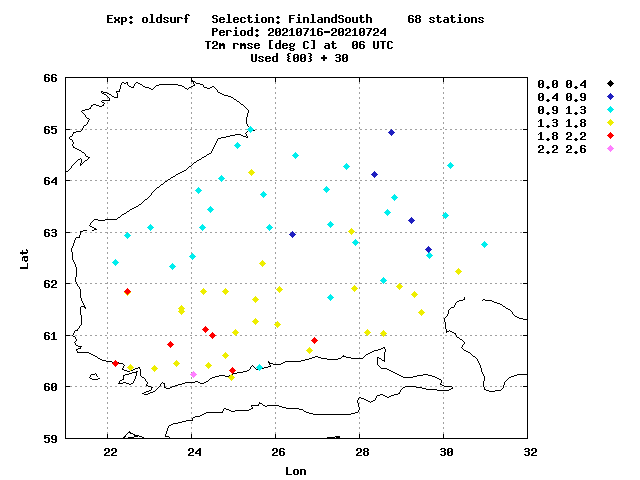 Exp: oldsurf Selection: FinlandSouth 68 stations
Period: 20210716-20210724
T2m rmse [deg C] at 06 UTC
Used {00} + 30
66
65
64
63
62
61
60
59
Lat
22 24 26 28 30 32
Lon
0.0 0.4
0.4 0.9
0.9 1.3
1.3 1.8
1.8 2.2
2.2 2.6